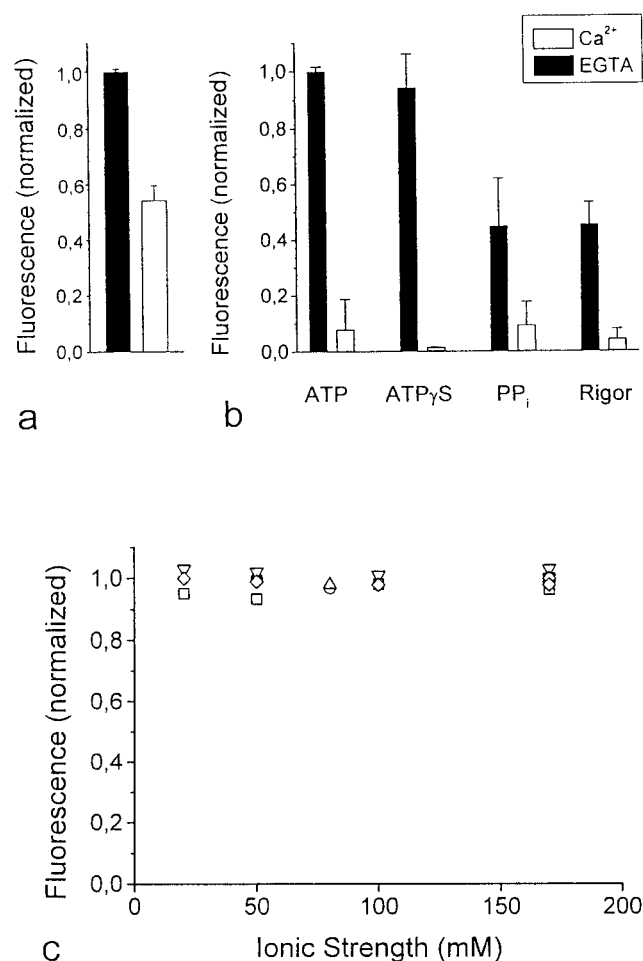 a
Fluorescence (normalized)
1,0
0,8
0,6
0,4
0,2
0,0
b
Fluorescence (normalized)
1,0
0,8
0,6
0,4
0,2
0,0
ATP
ATPγS
PPi
Rigor
Ca2+
EGTA
c
Fluorescence (normalized)
1,0
0,8
0,6
0,4
0,2
0,0
0
50
100
150
200
Ionic Strength (mM)